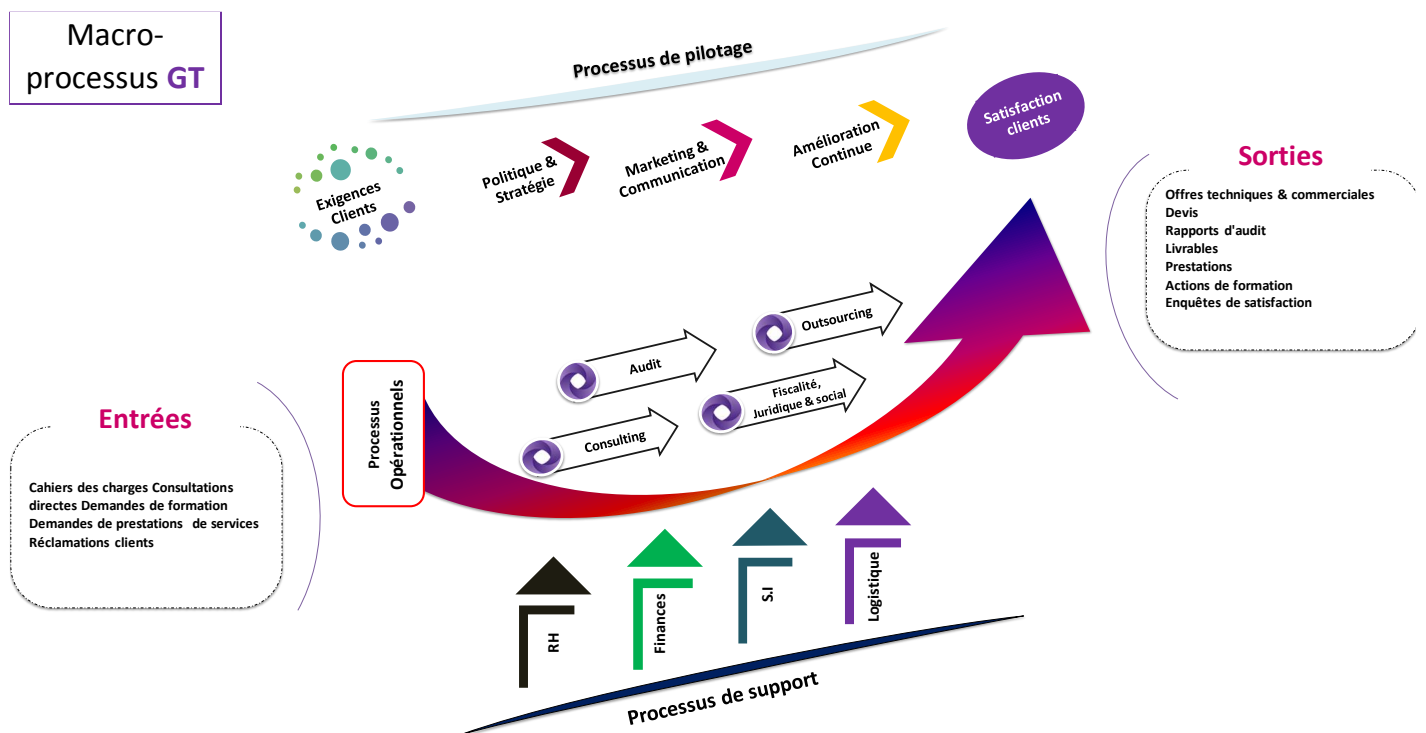 Macro-
processus GT
Processus de pilotage
Exigences
Clients
Politique &
Stratégie
Marketing &
Communication
Amélioration
Continue
Satisfaction
clients
Sorties
Offres techniques & commerciales
Devis
Rapports d'audit
Livrables
Prestations
Actions de formation
Enquêtes de satisfaction
Entrées
Cahiers des charges Consultations
directes Demandes de formation
Demandes de prestations de services
Réclamations clients
Processus
Opérationnels
Audit
Outsourcing
Consulting
Fiscalité,
Juridique & social
RH
Finances
S.I
Logistique
Processus de support